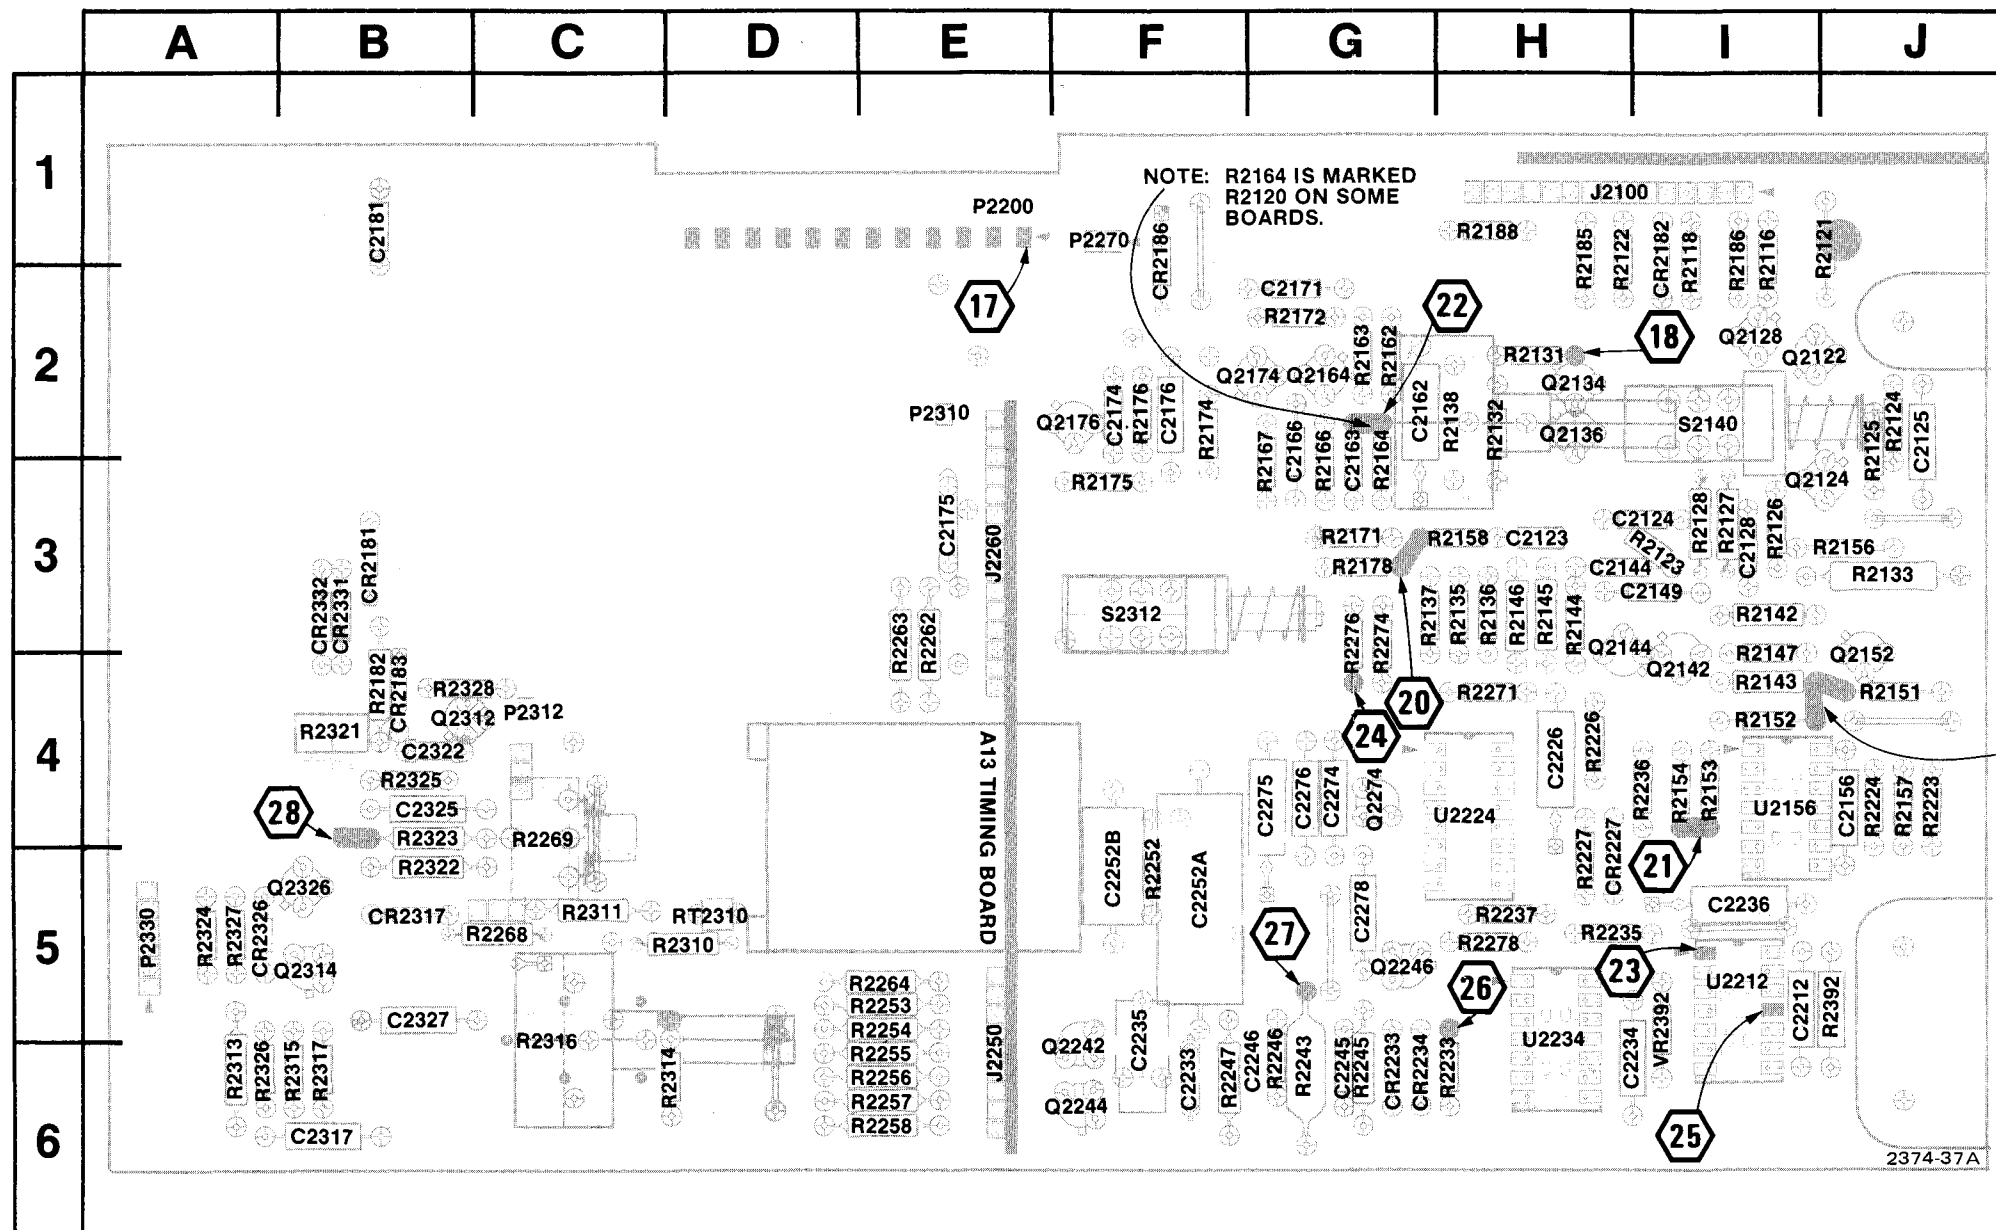 A B C D E F G H I J
1
2
3
4
5
6
NOTE: R2164 IS MARKED
R2120 ON SOME
BOARDS.
J2100
C2181
P2200
P2270
CR2186
R2188
R2185
R2122
CR2182
R2118
R2186
R2116
R2121
17
C2171
R2172
22
18
R2163
R2162
R2131
Q2128
Q2122
Q2174
Q2164
Q2134
P2310
Q2176
C2174
R2176
C2176
R2174
C2162
R2138
R2132
Q2136
S2140
R2125
R2124
C2125
R2167
C2166
R2166
C2163
R2164
R2175
Q2124
C2175
J2260
R2171
R2158
C2123
C2124
R2123
R2128
R2127
C2128
R2126
R2156
CR2181
R2178
C2144
R2133
CR2332
CR2331
C2149
S2312
R2142
R2263
R2262
R2276
R2274
R2137
R2135
R2136
R2146
R2145
R2144
Q2144
Q2142
R2147
Q2152
R2182
CR2183
R2328
R2143
R2151
Q2312
P2312
20
R2271
R2321
24
R2152
C2322
A13 TIMING BOARD
C2226
R2226
R2325
28
C2325
C2275
C2276
C2274
Q2274
U2224
R2236
R2154
R2153
U2156
C2156
R2224
R2157
R2223
R2323
R2269
C2252B
R2252
C2252A
R2322
R2227
CR2227
21
Q2326
CR2317
R2311
RT2310
C2278
R2237
C2236
P2330
R2324
R2327
CR2326
R2268
R2310
27
R2278
R2235
Q2314
Q2246
26
23
U2212
R2264
R2253
C2327
R2254
C2212
R2392
R2316
J2250
Q2242
C2235
U2234
C2234
VR2392
R2255
R2313
R2326
R2315
R2317
R2314
R2256
C2233
R2247
C2246
R2246
R2243
C2245
R2245
CR2233
CR2234
R2233
R2257
Q2244
R2258
C2317
25
2374-37A